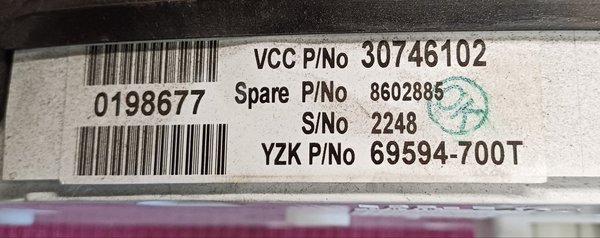 VCC P/No 30746102
0198677
Spare P/No 8602885
OK
S/No 2248
YZK P/No 69594-700T